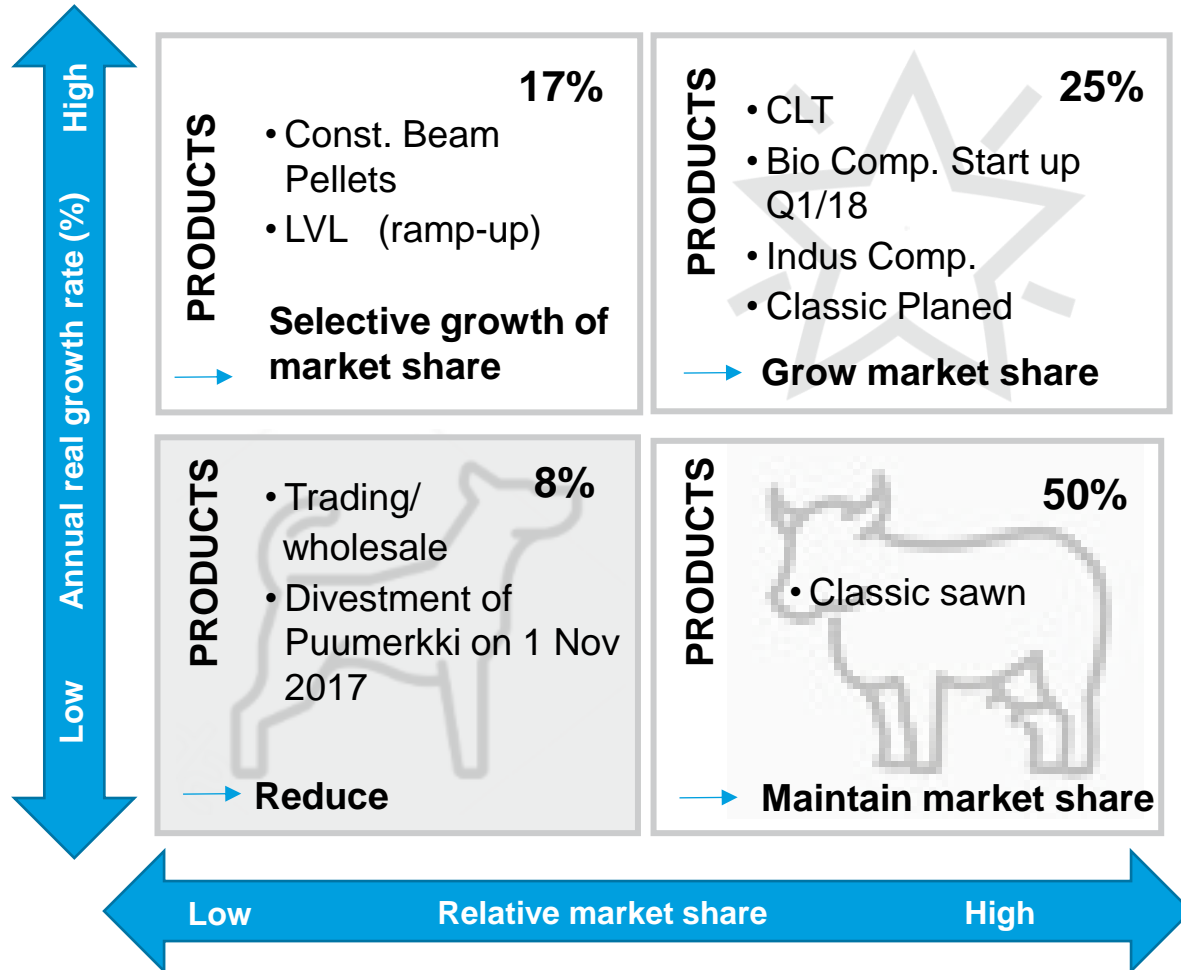 High
Annual real growth rate (%)
Low
PRODUCTS
17%
• Const. Beam
Pellets
• LVL (ramp-up)
Selective growth of
market share
PRODUCTS
25%
• CLT
• Bio Comp. Start up
Q1/18
• Indus Comp.
• Classic Planed
Grow market share
PRODUCTS
8%
• Trading/
wholesale
• Divestment of
Puumerkki on 1 Nov
2017
Reduce
PRODUCTS
50%
• Classic sawn
Maintain market share
Low
Relative market share
High